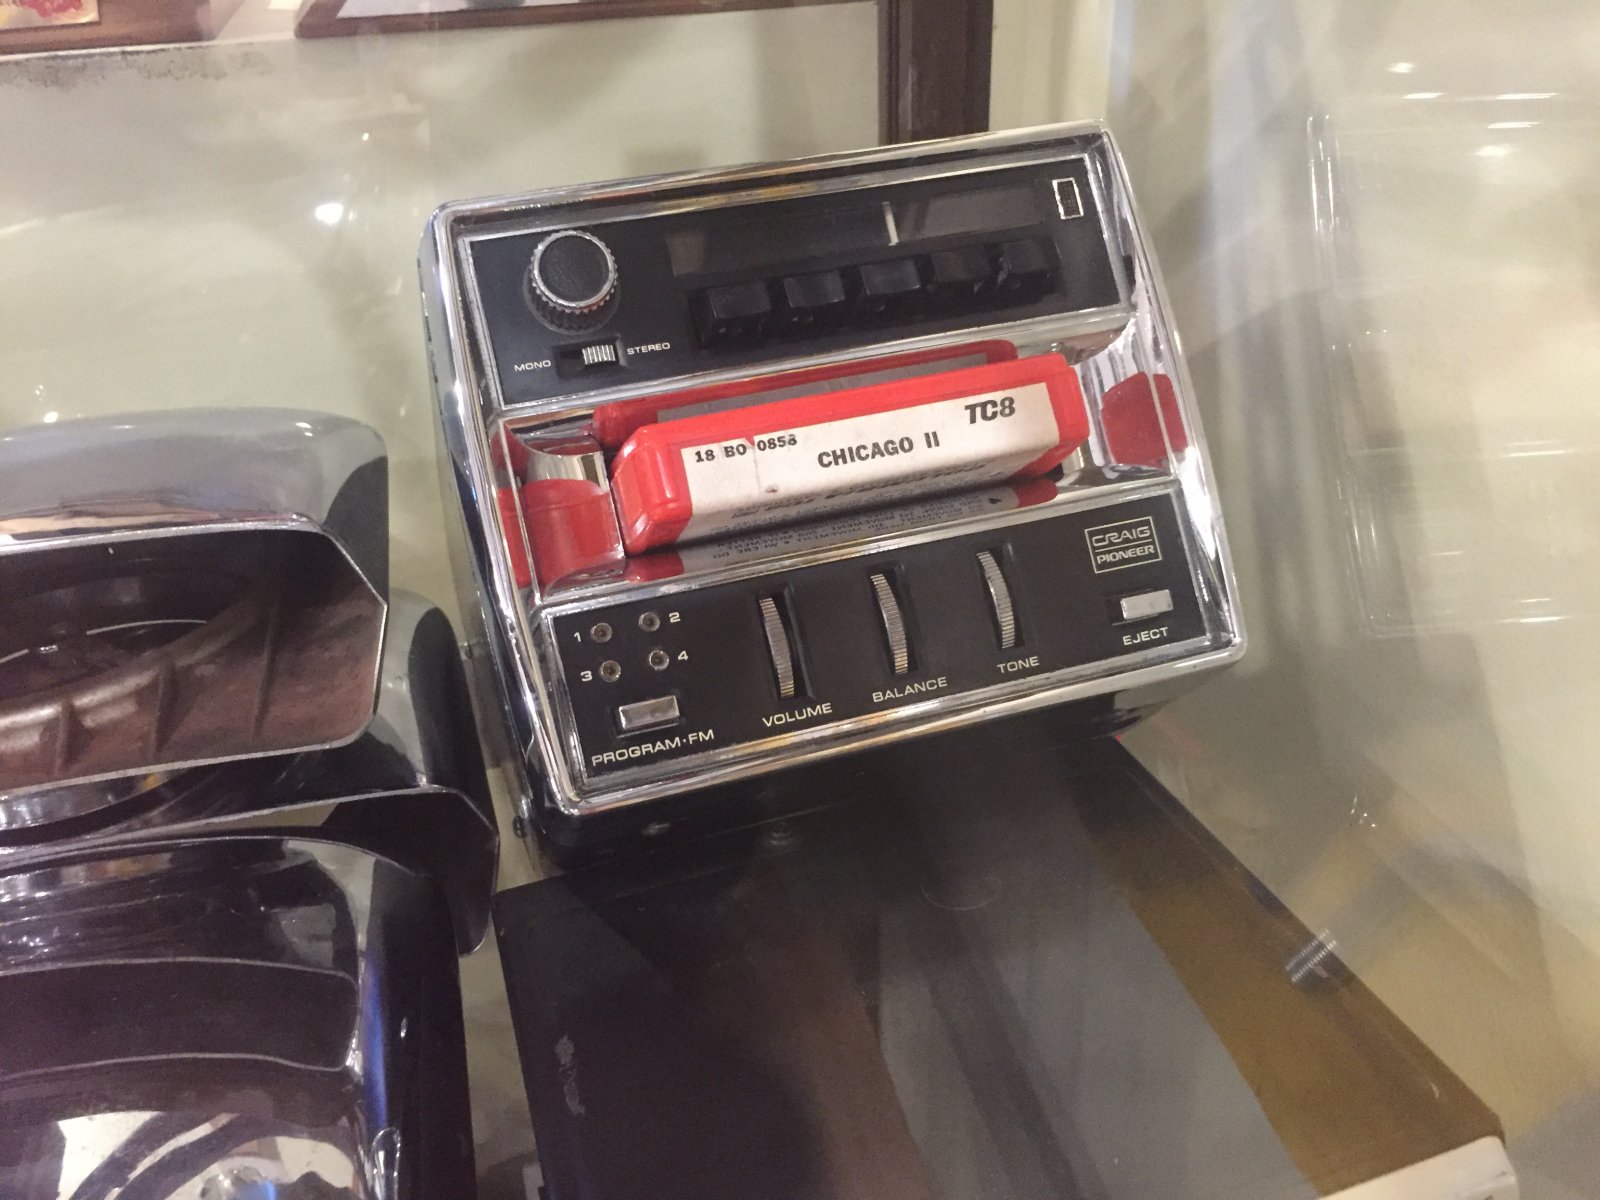 MONO STEREO
18 BO 0858 TC8
CHICAGO II
CRAIG
PIONEER
1 2
3 4
PROGRAM·FM
VOLUME
BALANCE
TONE
EJECT